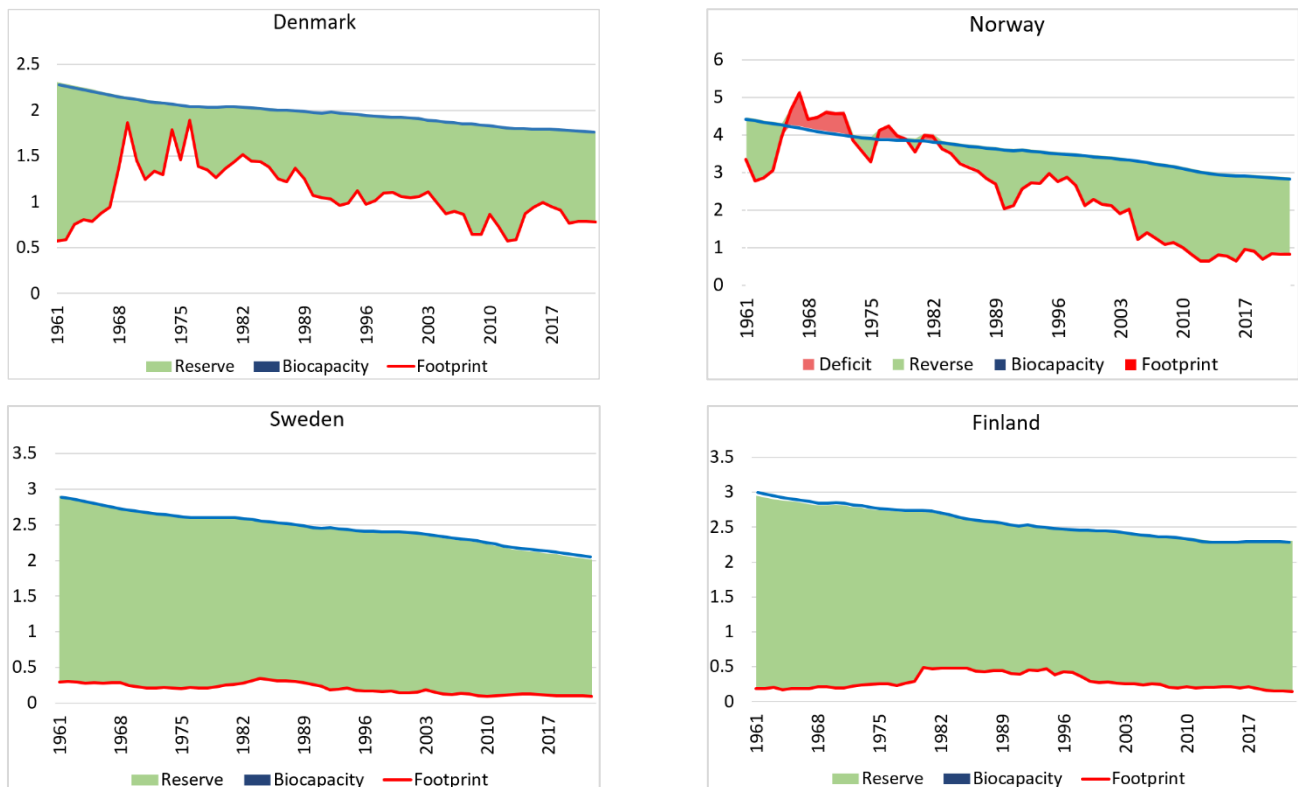 Denmark
2.5
2
1.5
1
0.5
0
1961 1968 1975 1982 1989 1996 2003 2010 2017
Reserve Biocapacity Footprint
Norway
6
5
4
3
2
1
0
1961 1968 1975 1982 1989 1996 2003 2010 2017
Deficit Reverse Biocapacity Footprint
Sweden
3.5
3
2.5
2
1.5
1
0.5
0
1961 1968 1975 1982 1989 1996 2003 2010 2017
Reserve Biocapacity Footprint
Finland
3.5
3
2.5
2
1.5
1
0.5
0
1961 1968 1975 1982 1989 1996 2003 2010 2017
Reserve Biocapacity Footprint